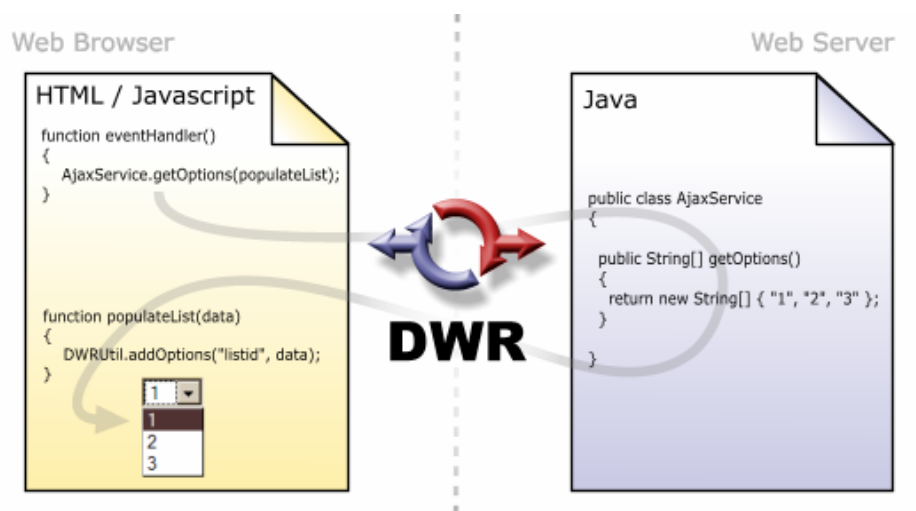 Web Browser
Web Server
HTML / Javascript
function eventHandler()
{
AjaxService.getOptions(populateList);
}
function populateList(data)
{
DWRUtil.addOptions("listid", data);
}
1
1
2
3
DWR
Java
public class AjaxService
{
public String[] getOptions()
{
return new String[] { "1", "2", "3" };
}
}